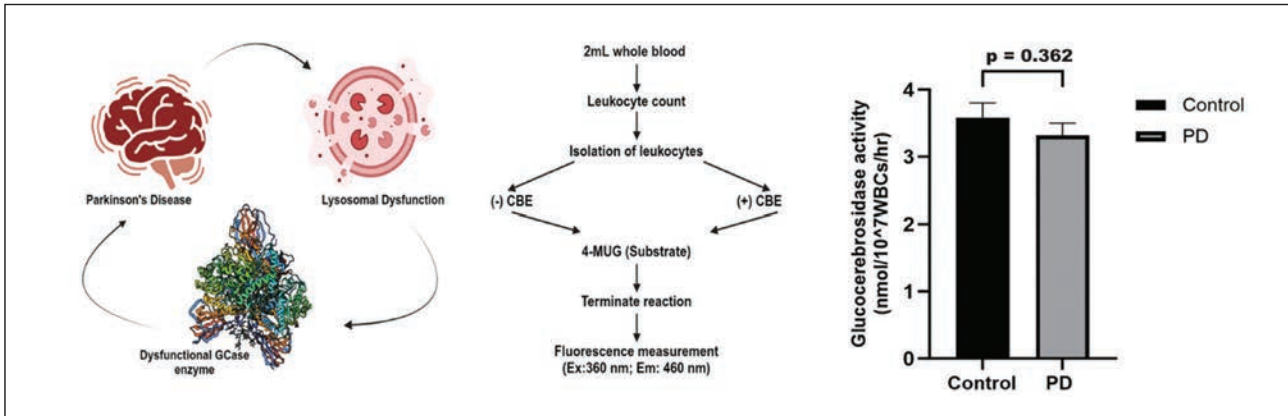 Parkinson's Disease
Lysosomal Dysfunction
Dysfunctional GCase
enzyme
2mL whole blood
Leukocyte count
Isolation of leukocytes
(-) CBE
(+) CBE
4-MUG (Substrate)
Terminate reaction
Fluorescence measurement
(Ex:360 nm; Em: 460 nm)
p = 0.362
Glucocerebrosidase activity
(nmol/10^7WBCs/hr)
4
3
2
1
0
Control
PD
Control
PD